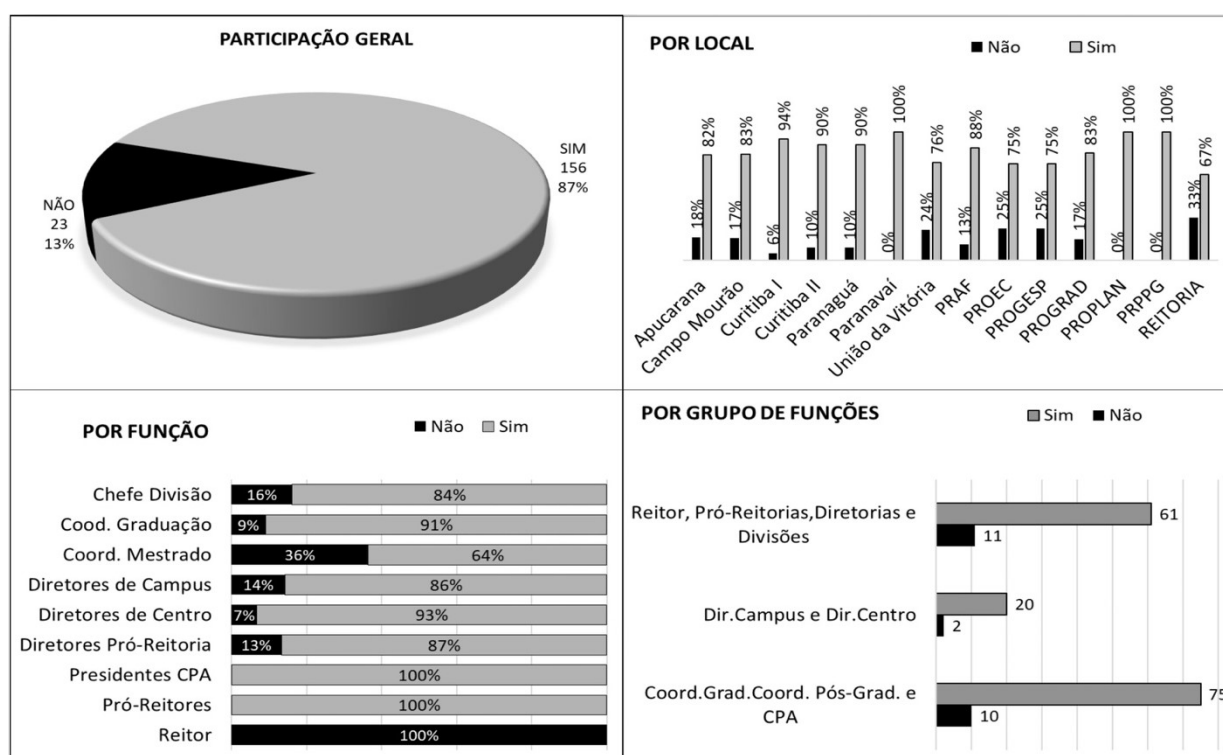 PARTICIPAÇÃO GERAL
SIM
156
87%
NÃO
23
13%
POR LOCAL
Não Sim
18% 82% 17% 83% 6% 94% 10% 90% 10% 90% 0% 100% 24% 76% 13% 88% 25% 75% 25% 75% 17% 83% 0% 100% 0% 100% 33% 67%
Apucarana
Campo Mourão
Curitiba I
Curitiba II
Paranaguá
Paranavaí
União da Vitória
PRAF
PROEC
PROGESP
PROGRAD
PROPLAN
PRPPG
REITORIA
POR FUNÇÃO
Não Sim
Chefe Divisão 16% 84%
Cood. Graduação 9% 91%
Coord. Mestrado 36% 64%
Diretores de Campus 14% 86%
Diretores de Centro 7% 93%
Diretores Pró-Reitoria 13% 87%
Presidentes CPA 100%
Pró-Reitores 100%
Reitor 100%
POR GRUPO DE FUNÇÕES
Sim Não
Reitor, Pró-Reitorias,Diretorias e
Divisões
61
11
Dir.Campus e Dir.Centro
20
2
Coord.Grad.Coord. Pós-Grad. e
CPA
75
10